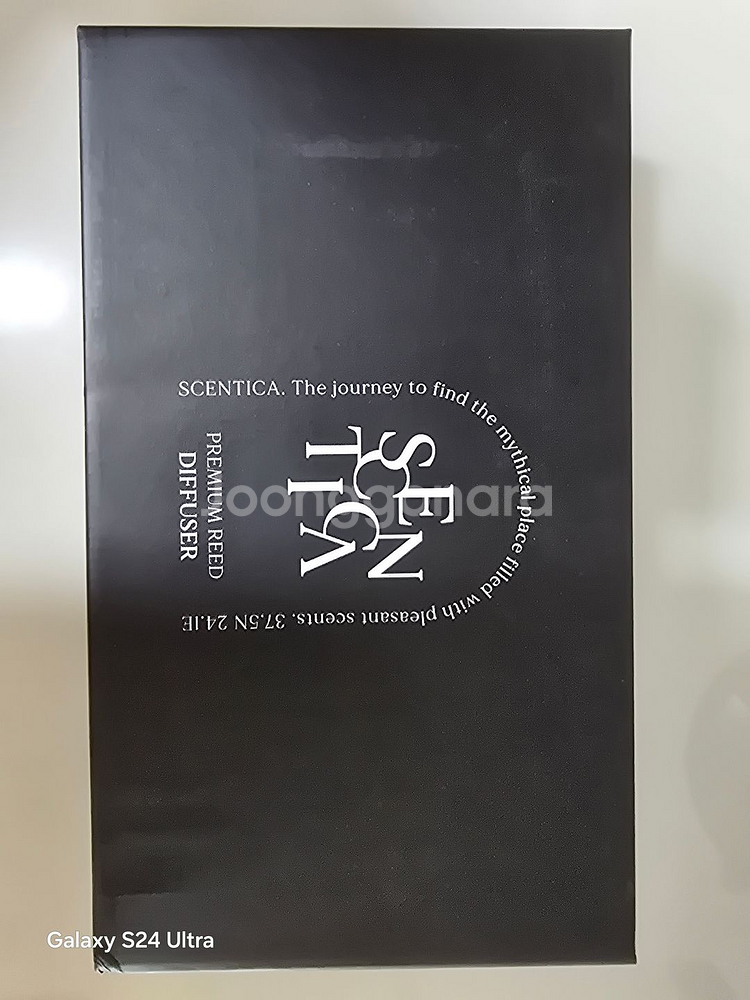 SCENTICA. The journey to find the mythical place filled with pleasant scents. 37.5N 24.1E
SCEN
TICA
PREMIUM REED
DIFFUSER
joonggonara
Galaxy S24 Ultra